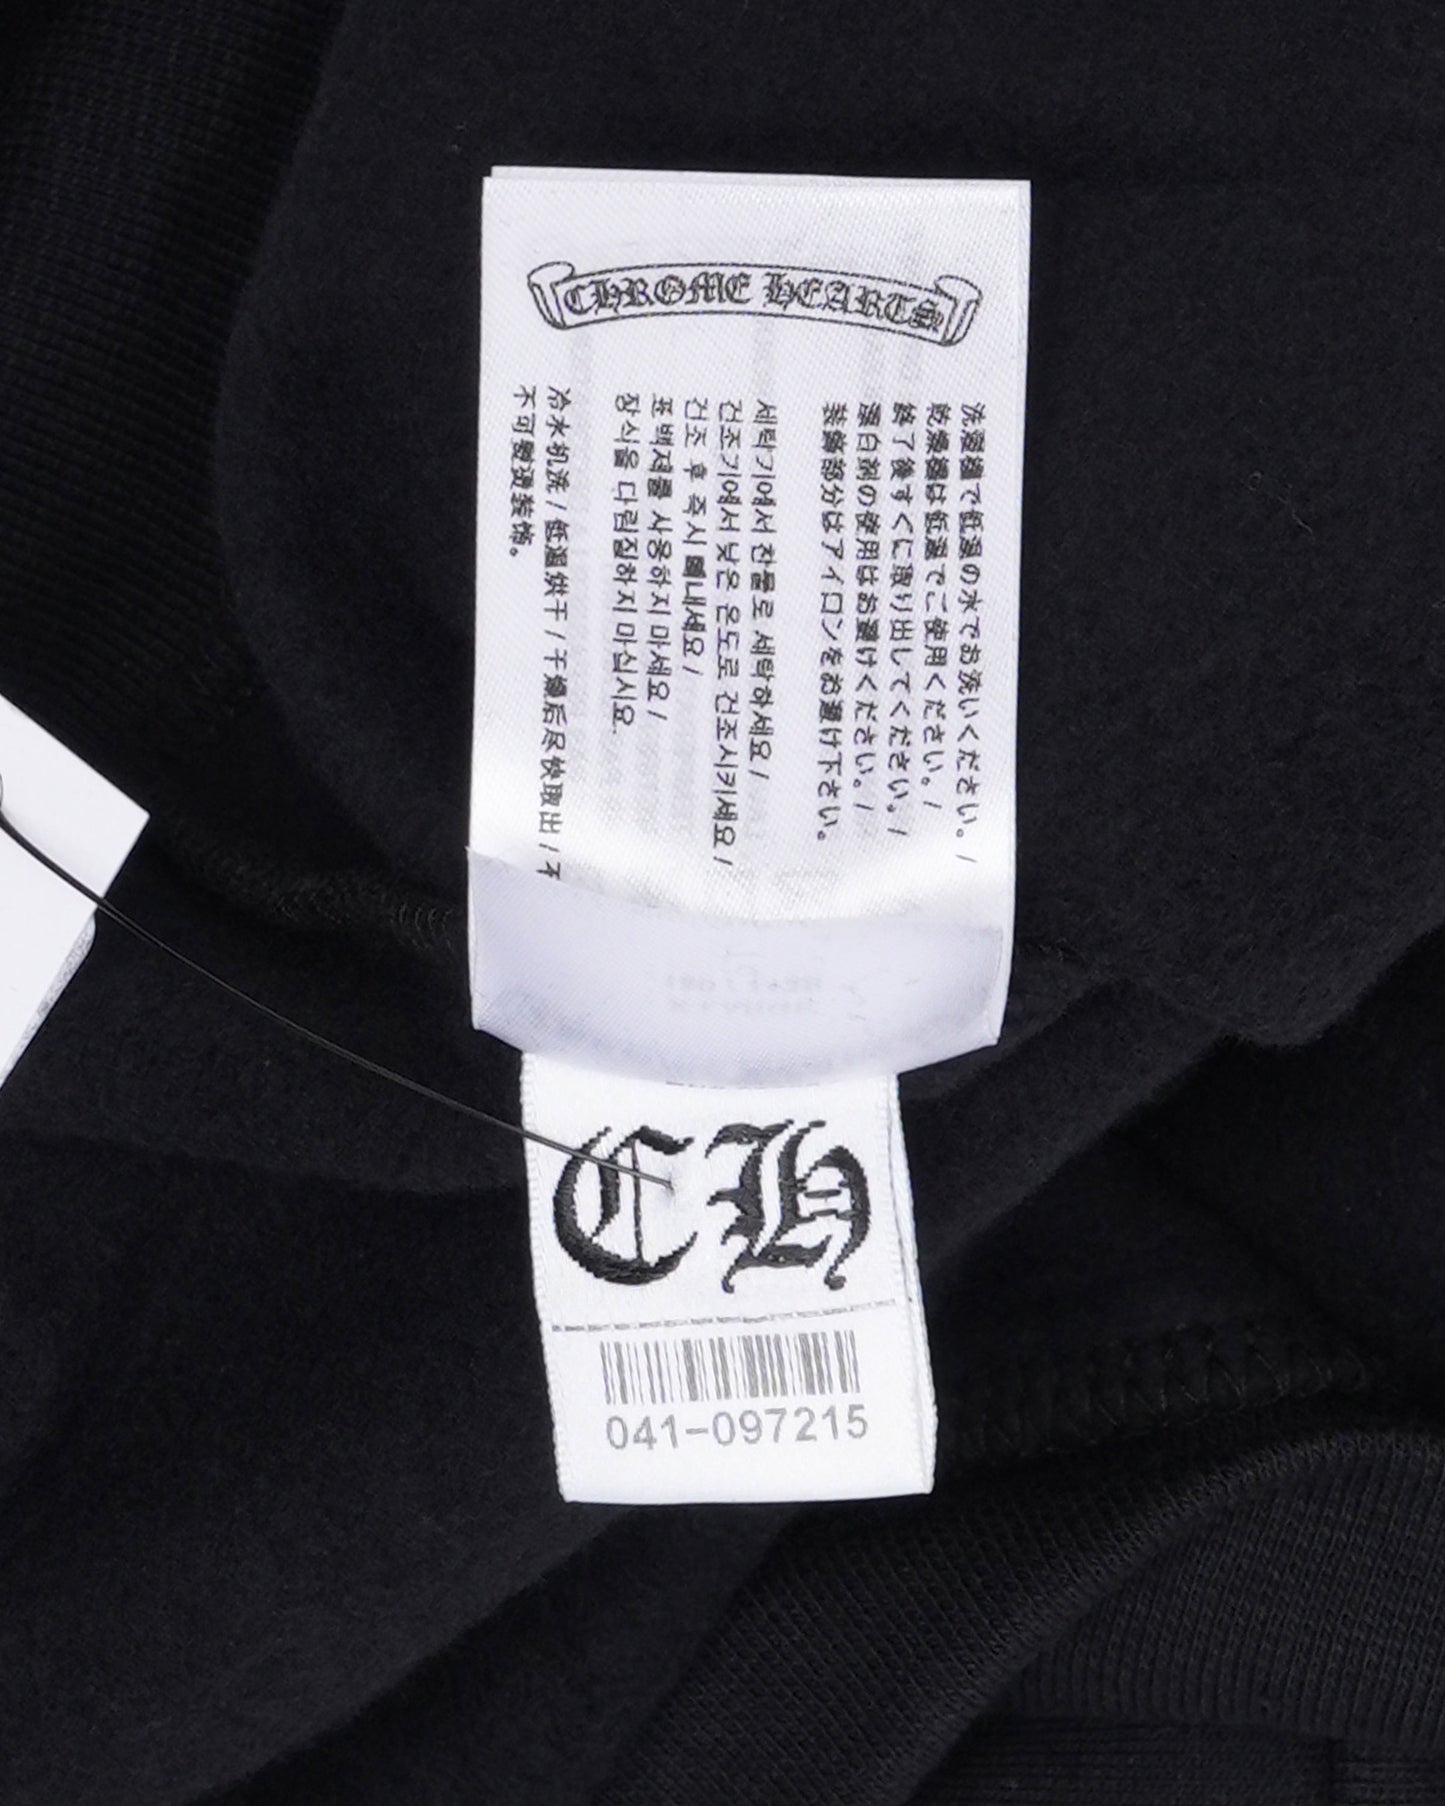 CHROME HEARTS
洗濯機で低温の水でお洗いください。/
乾燥機は低温でご使用ください。/
終了後すぐに取り出してください。/
漂白剤の使用はお避けください。/
装飾部分はアイロンをお避け下さい。
세탁기에서 찬물로 세탁하세요 /
건조기에서 낮은 온도로 건조시키세요 /
건조 후 즉시 빼내세요 /
표백제를 사용하지 마세요 /
장식을 다림질하지 마십시요.
冷水机洗 / 低温烘干 / 干燥后尽快取出 / 不
不可熨烫装饰。
CH
041-097215